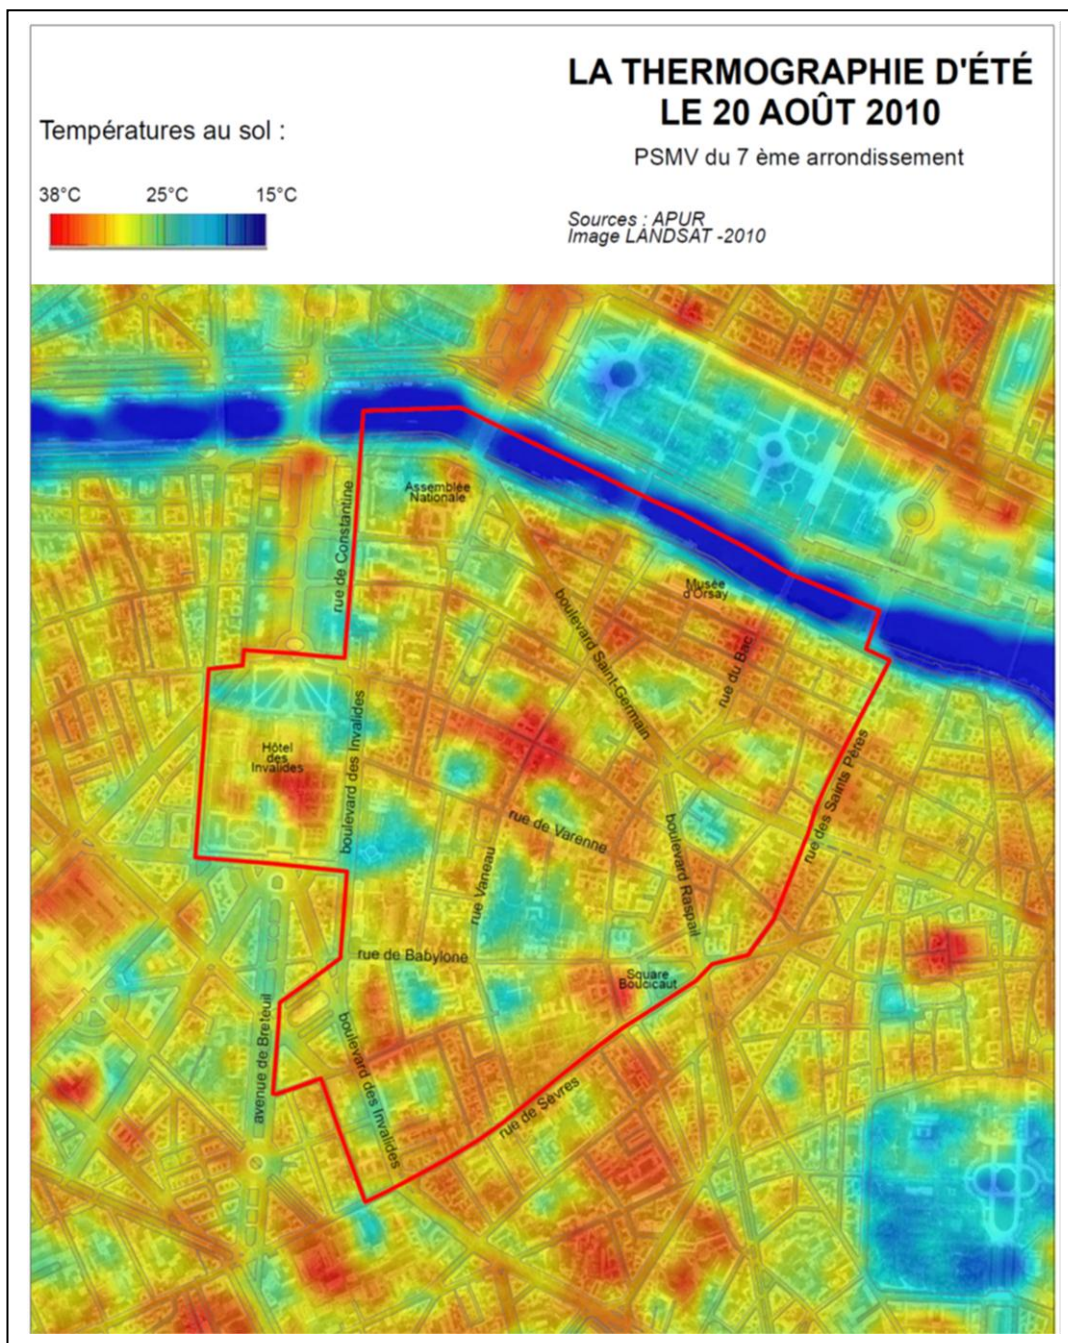 LA THERMOGRAPHIE D'ÉTÉ
LE 20 AOÛT 2010
PSMV du 7 ème arrondissement
Températures au sol :
38°C 25°C 15°C
Sources : APUR
Image LANDSAT -2010
Assemblée
Nationale
rue de Constantine
Musée
d'Orsay
boulevard Saint-Germain
rue du Bac
boulevard des Invalides
Hôtel
des
Invalides
rue des Saints Pères
rue de Varenne
boulevard Raspail
rue Vaneau
rue de Babylone
Square
Boucicaut
avenue de Breteuil
boulevard des Invalides
rue de Sèvres